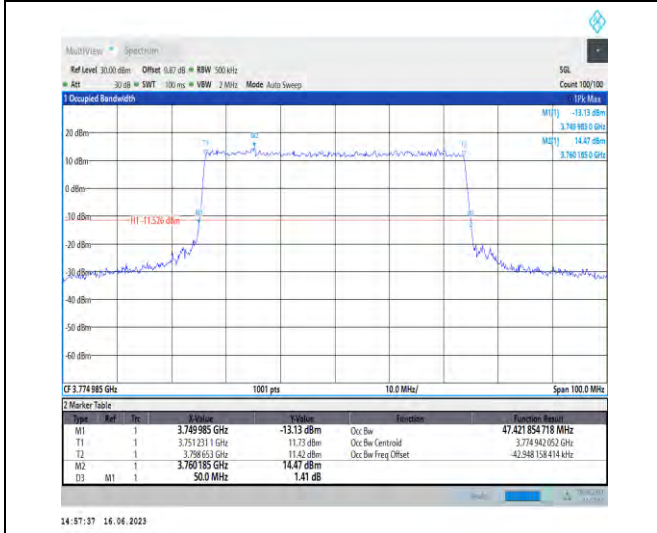 MultiView Spectrum
Ref Level 30.00 dBm Offset 0.87 dB RBW 500 kHz SGL
Att 30 dB SWT 100 ms VBW 2 MHz Mode Auto Sweep Count 100/100
1 Occupied Bandwidth 1Pk Max
M1[1] -13.13 dBm
3.749 985 0 GHz
20 dBm M2[1] 14.47 dBm
T1 M2 T2 3.760 185 0 GHz
10 dBm
0 dBm
-10 dBm H1 -11.526 dBm
-20 dBm
-30 dBm
-40 dBm
-50 dBm
-60 dBm
CF 3.774 985 GHz 1001 pts 10.0 MHz/ Span 100.0 MHz
2 Marker Table
Type Ref Trc X-Value Y-Value Function Function Result
M1 1 3.749 985 GHz -13.13 dBm Occ Bw 47.421 854 718 MHz
T1 1 3.751 231 1 GHz 11.73 dBm Occ Bw Centroid 3.774 942 052 GHz
T2 1 3.798 653 GHz 11.42 dBm Occ Bw Freq Offset -42.948 158 414 kHz
M2 1 3.760 185 GHz 14.47 dBm
D3 M1 1 50.0 MHz 1.41 dB
14:57:37 16.06.2023